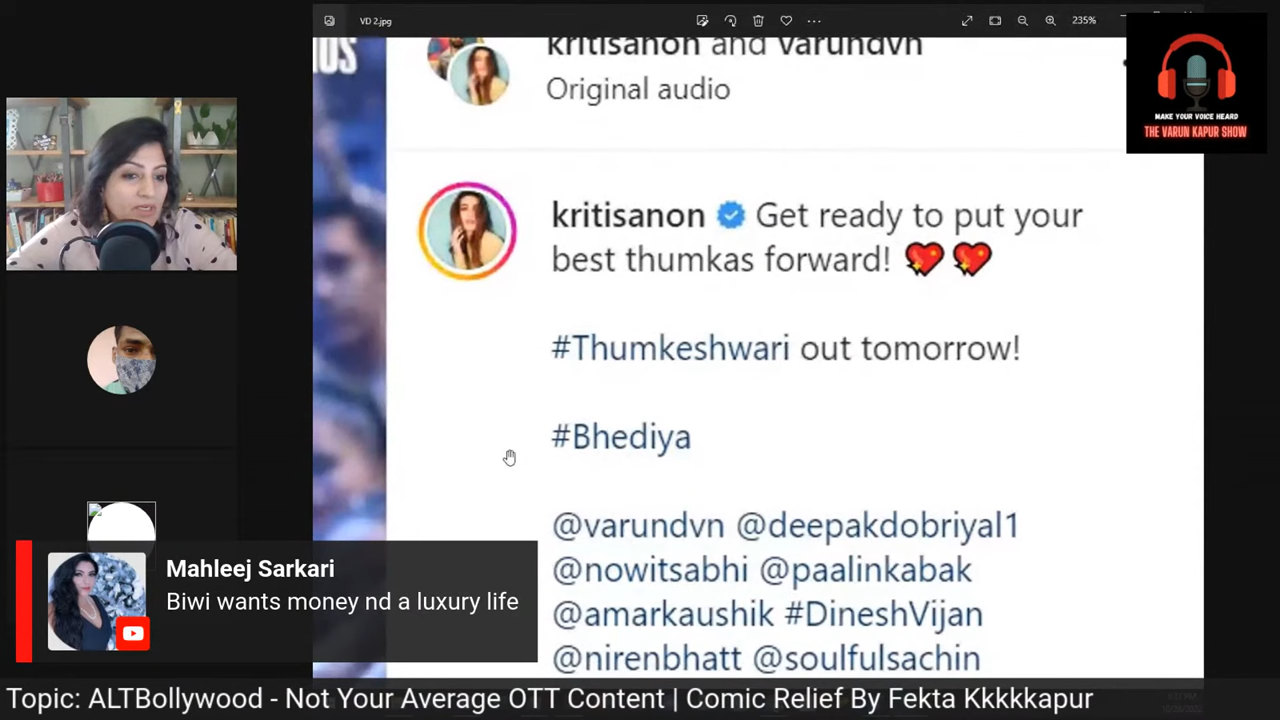 VD 2.jpg
235%
kritisanon and varundvn
Original audio
MAKE YOUR VOICE HEARD
THE VARUN KAPUR SHOW
kritisanon Get ready to put your
best thumkas forward! 💖💖
#Thumkeshwari out tomorrow!
#Bhediya
@varundvn @deepakdobriyal1
@nowitsabhi @paalinkabak
@amarkaushik #DineshVijan
@nirenbhatt @soulfulsachin
Mahleej Sarkari
Biwi wants money nd a luxury life
Topic: ALTBollywood - Not Your Average OTT Content | Comic Relief By Fekta Kkkkkapur